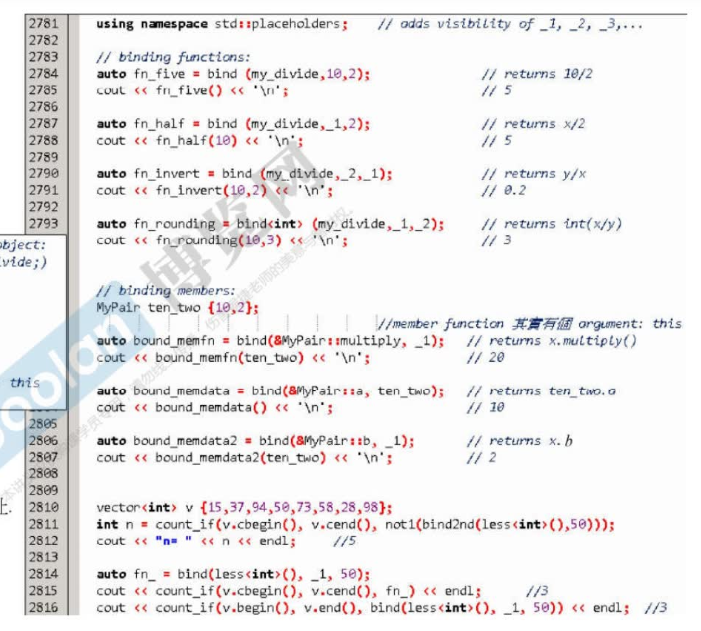 2781 using namespace std::placeholders; // adds visibility of _1, _2, _3,...
2782
2783 // binding functions:
2784 auto fn_five = bind (my_divide,10,2); // returns 10/2
2785 cout << fn_five() << '\n'; // 5
2786
2787 auto fn_half = bind (my_divide,_1,2); // returns x/2
2788 cout << fn_half(10) << '\n'; // 5
2789
2790 auto fn_invert = bind (my_divide,_2,_1); // returns y/x
2791 cout << fn_invert(10,2) << '\n'; // 0.2
2792
2793 auto fn_rounding = bind<int> (my_divide,_1,_2); // returns int(x/y)
cout << fn_rounding(10,3) << '\n'; // 3
object:
vide;)
// binding members:
MyPair ten_two {10,2};
//member function 其實有個 argument: this
auto bound_memfn = bind(&MyPair::multiply, _1); // returns x.multiply()
cout << bound_memfn(ten_two) << '\n'; // 20
this
auto bound_memdata = bind(&MyPair::a, ten_two); // returns ten_two.a
cout << bound_memdata() << '\n'; // 10
2805
2806 auto bound_memdata2 = bind(&MyPair::b, _1); // returns x.b
2807 cout << bound_memdata2(ten_two) << '\n'; // 2
2808
2809
上.
2810 vector<int> v {15,37,94,50,73,58,28,98};
2811 int n = count_if(v.cbegin(), v.cend(), not1(bind2nd(less<int>(),50)));
2812 cout << "n= " << n << endl; //5
2813
2814 auto fn_ = bind(less<int>(), _1, 50);
2815 cout << count_if(v.cbegin(), v.cend(), fn_) << endl; //3
2816 cout << count_if(v.begin(), v.end(), bind(less<int>(), _1, 50)) << endl; //3
boolan
博览网